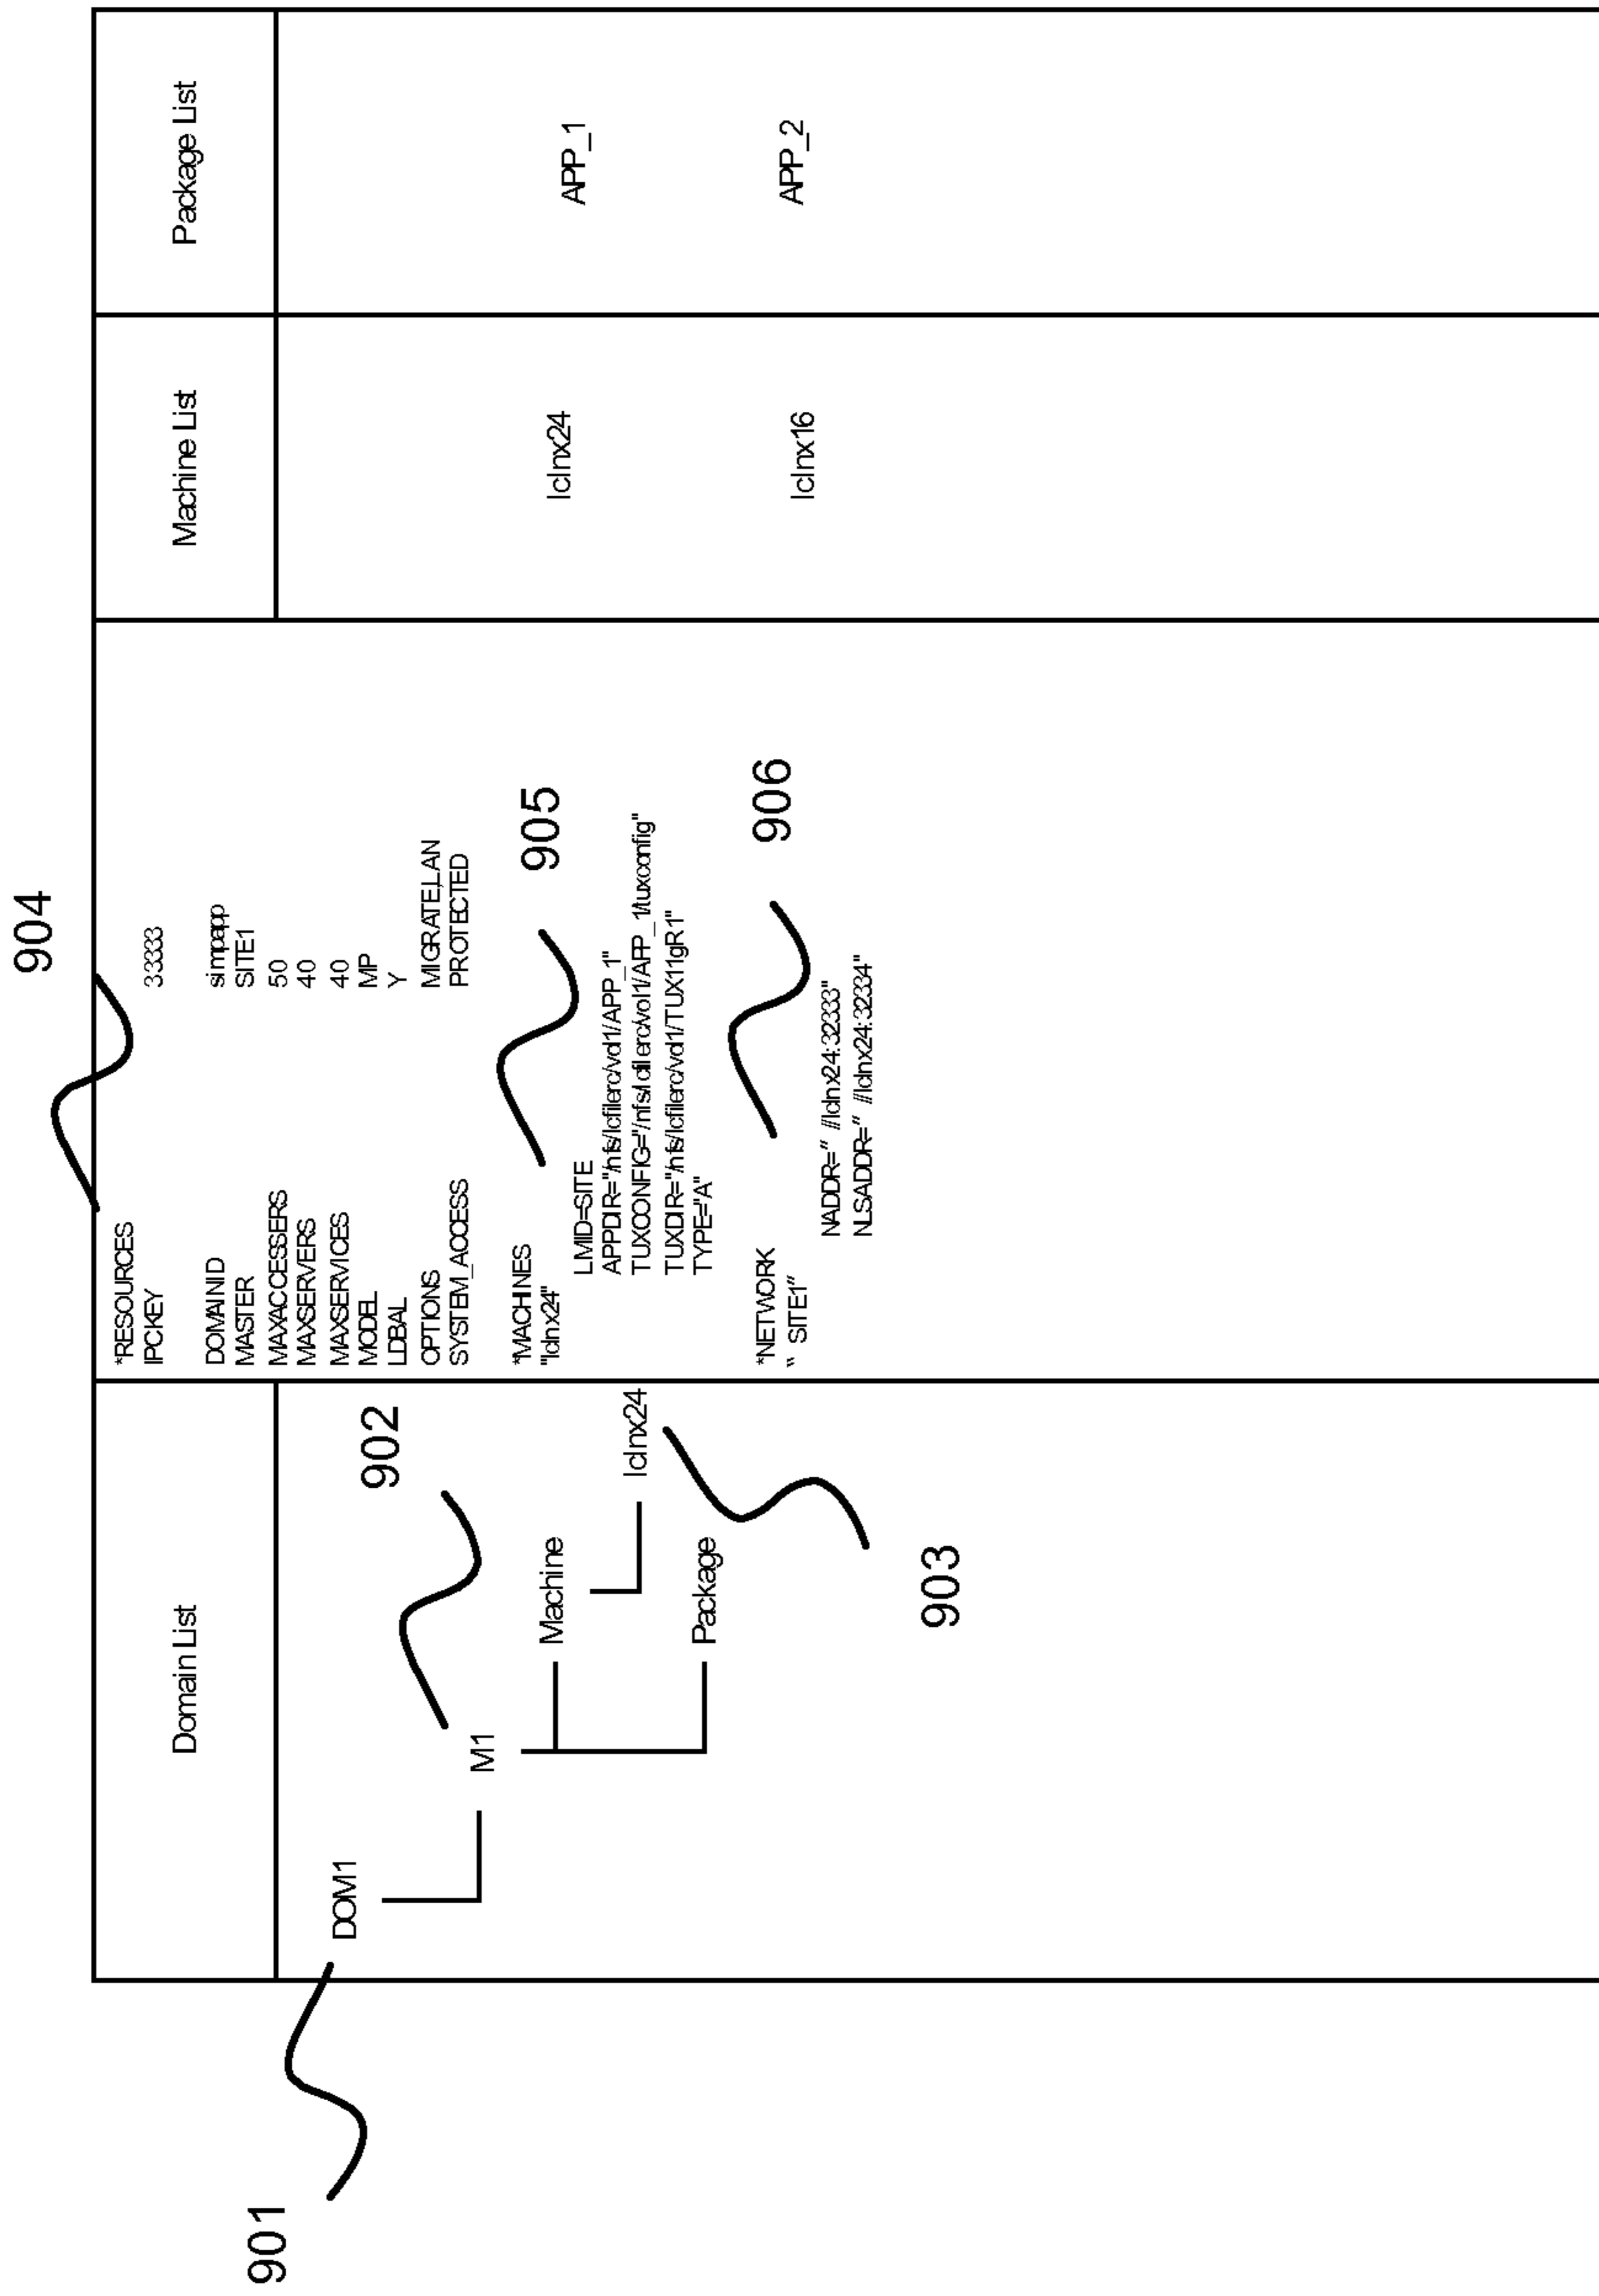 904
Domain List
Machine List
Package List
901
DOM1
M1
902
Machine
lclnx24
Package
903
*RESOURCES
IPCKEY 33333
DOMAINID simpapp
MASTER SITE1
MAXACCESSERS 50
MAXSERVERS 40
MAXSERVICES 40
MODEL MP
LDBAL Y
OPTIONS MIGRATE,LAN
SYSTEM_ACCESS PROTECTED
*MACHINES
905
"lclnx24"
LMID=SITE
APPDIR="/nfs/lcfilerc/vol1/APP_1"
TUXCONFIG="/nfs/lcfilerc/vol1/APP_1/tuxconfig"
TUXDIR="/nfs/lcfilerc/vol1/TUX11gR1"
TYPE="A"
*NETWORK
906
“ SITE1”
NADDR=” //lclnx24:32333"
NLSADDR=” //lclnx24:32334"
lclnx24
APP_1
lclnx16
APP_2